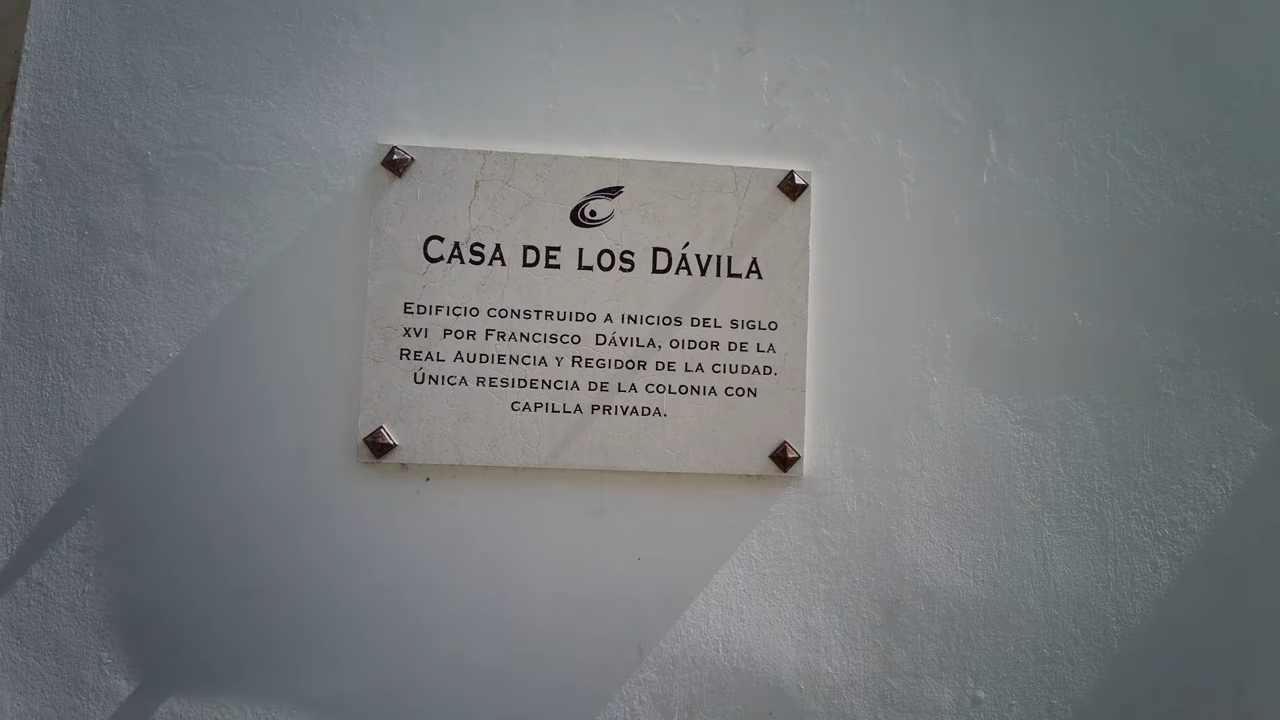 Casa de los Dávila
Edificio construido a inicios del siglo
xvi por Francisco Dávila, oidor de la
Real Audiencia y Regidor de la ciudad.
Única residencia de la colonia con
capilla privada.